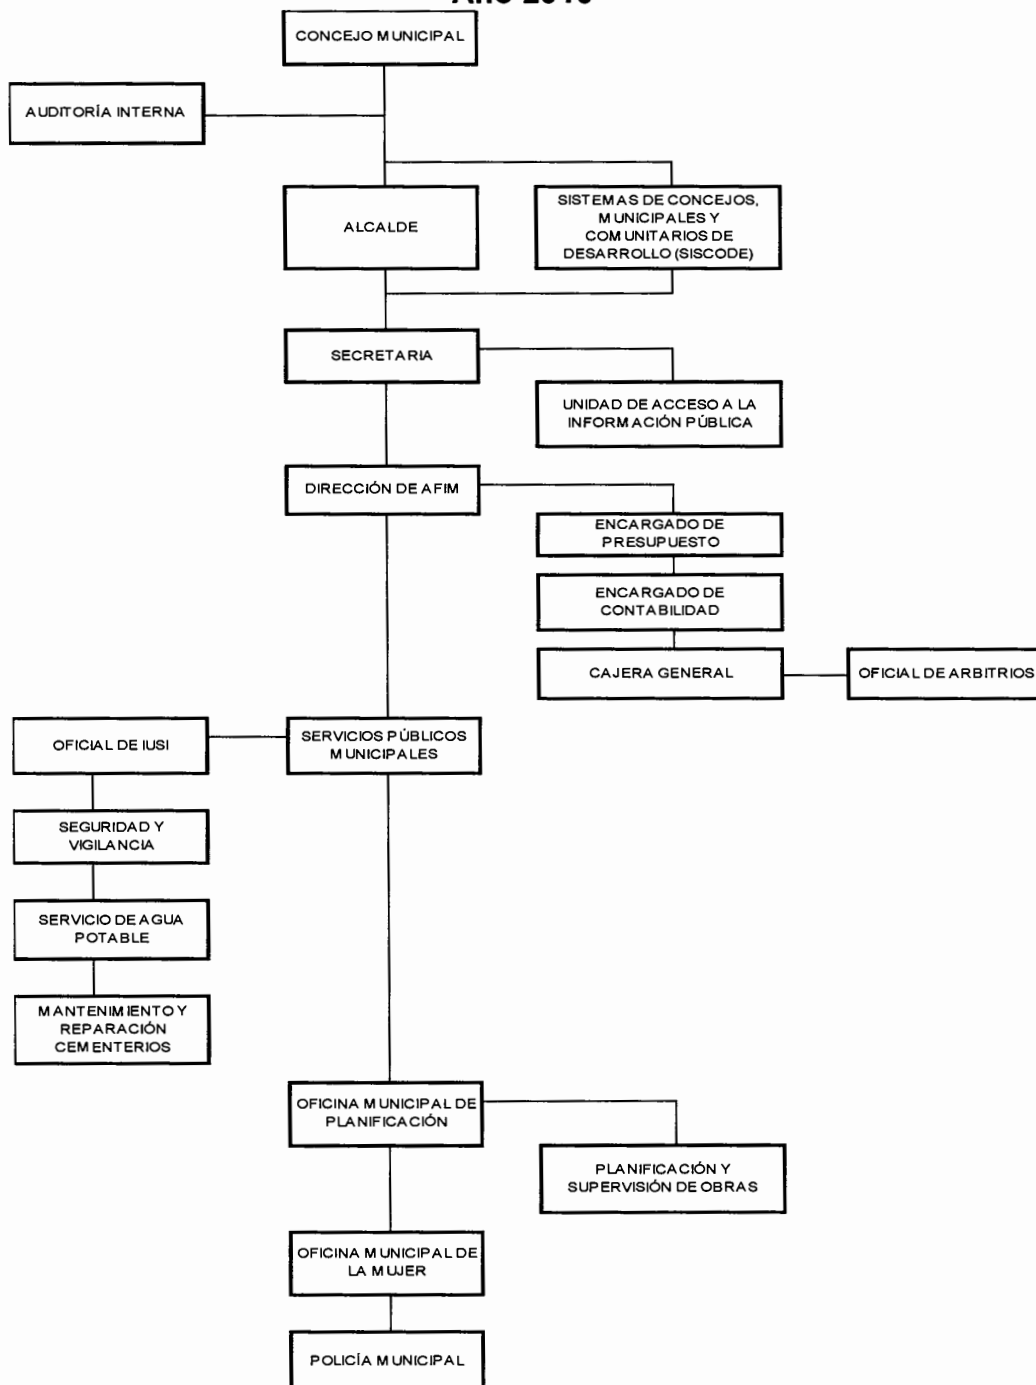 CONCEJO MUNICIPAL
AUDITORÍA INTERNA
ALCALDE
SISTEMAS DE CONCEJOS,
MUNICIPALES Y
COMUNITARIOS DE
DESARROLLO (SISCODE)
SECRETARIA
UNIDAD DE ACCESO A LA
INFORMACIÓN PÚBLICA
DIRECCIÓN DE AFIM
ENCARGADO DE
PRESUPUESTO
ENCARGADO DE
CONTABILIDAD
CAJERA GENERAL
OFICIAL DE ARBITRIOS
OFICIAL DE IUSI
SERVICIOS PÚBLICOS
MUNICIPALES
SEGURIDAD Y
VIGILANCIA
SERVICIO DE AGUA
POTABLE
MANTENIMIENTO Y
REPARACIÓN
CEMENTERIOS
OFICINA MUNICIPAL DE
PLANIFICACIÓN
PLANIFICACIÓN Y
SUPERVISIÓN DE OBRAS
OFICINA MUNICIPAL DE
LA MUJER
POLICÍA MUNICIPAL